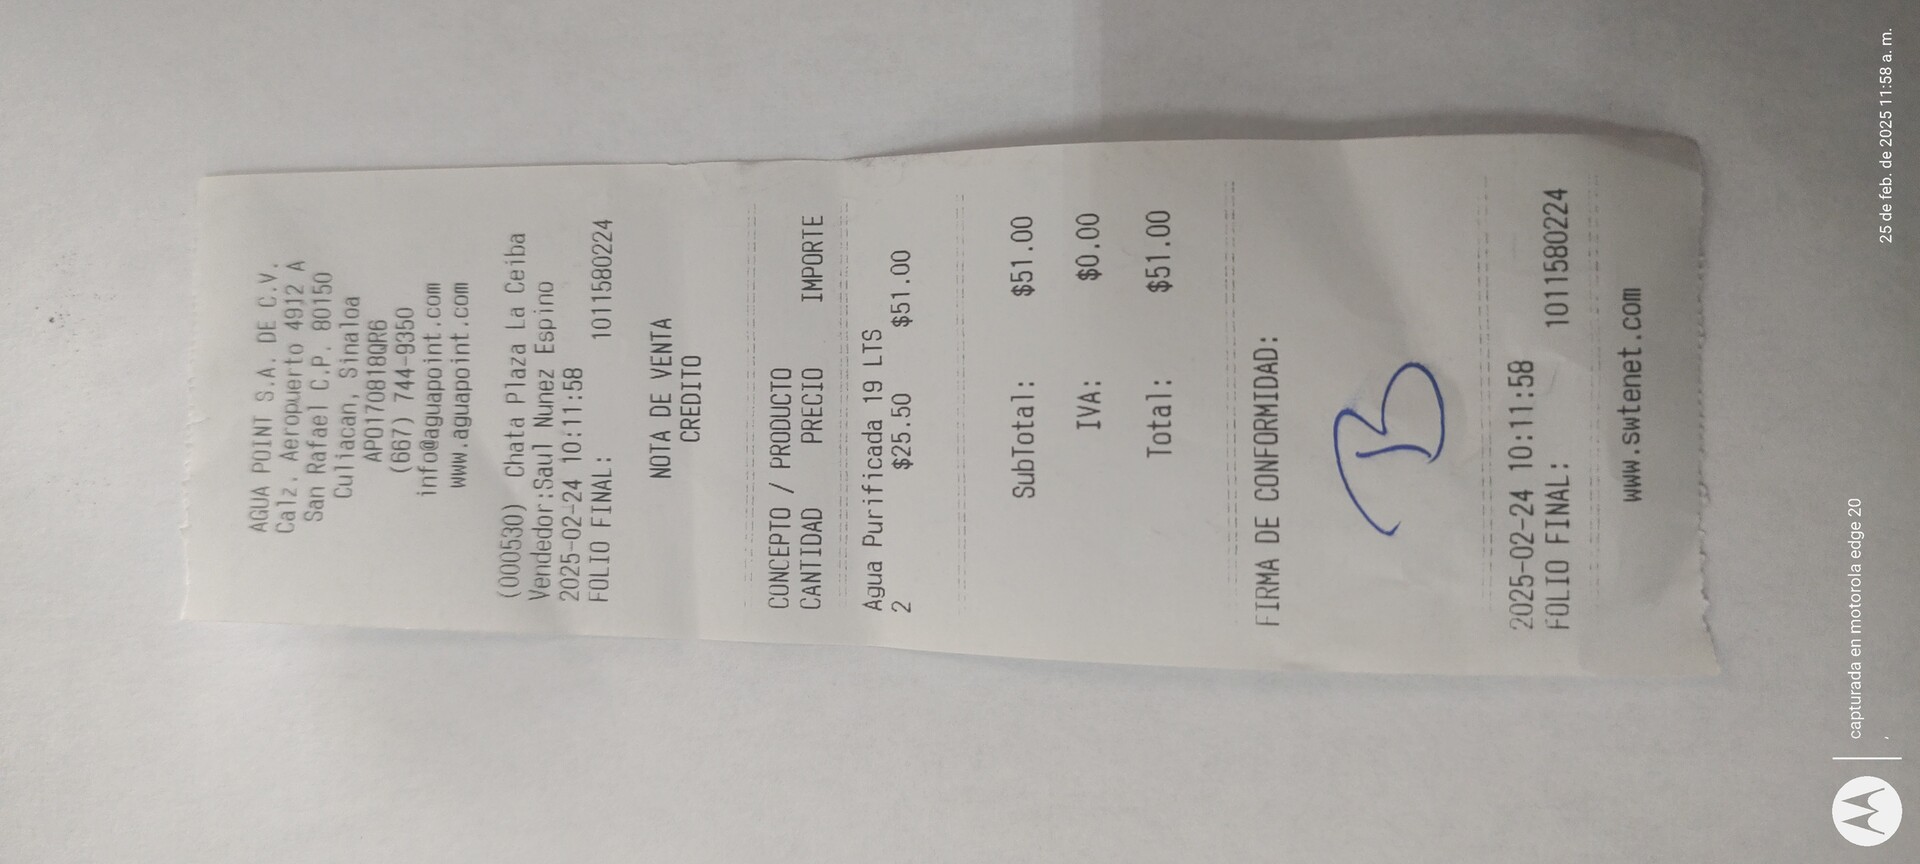 AGUA POINT S.A. DE C.V.
Calz. Aeropuerto 4912 A
San Rafael C.P. 80150
Culiacan, Sinaloa
APO170818QR6
(667) 744-9350
info@aguapoint.com
www.aguapoint.com
(000530) Chata Plaza La Ceiba
Vendedor:Saul Nunez Espino
2025-02-24 10:11:58
FOLIO FINAL: 1011580224
NOTA DE VENTA
CREDITO
CONCEPTO / PRODUCTO
CANTIDAD PRECIO IMPORTE
Agua Purificada 19 LTS
2 $25.50 $51.00
SubTotal: $51.00
IVA: $0.00
Total: $51.00
FIRMA DE CONFORMIDAD:
2025-02-24 10:11:58
FOLIO FINAL: 1011580224
www.swtenet.com
capturada en motorola edge 20
25 de feb. de 2025 11:58 a. m.